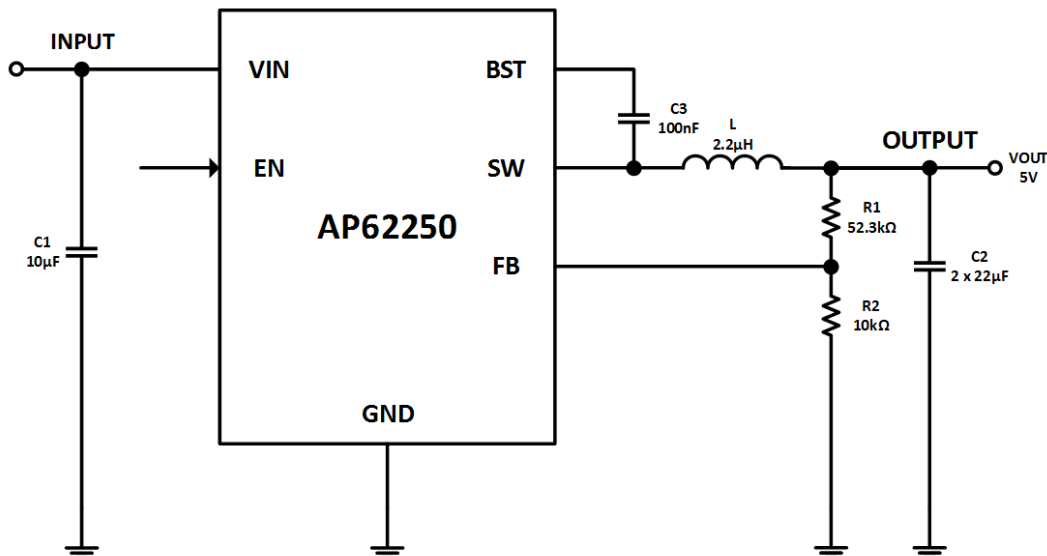 INPUT
VIN
BST
C3
100nF
L
2.2µH
OUTPUT
VOUT
5V
EN
SW
AP62250
R1
52.3kΩ
C1
10µF
FB
C2
2 x 22µF
R2
10kΩ
GND